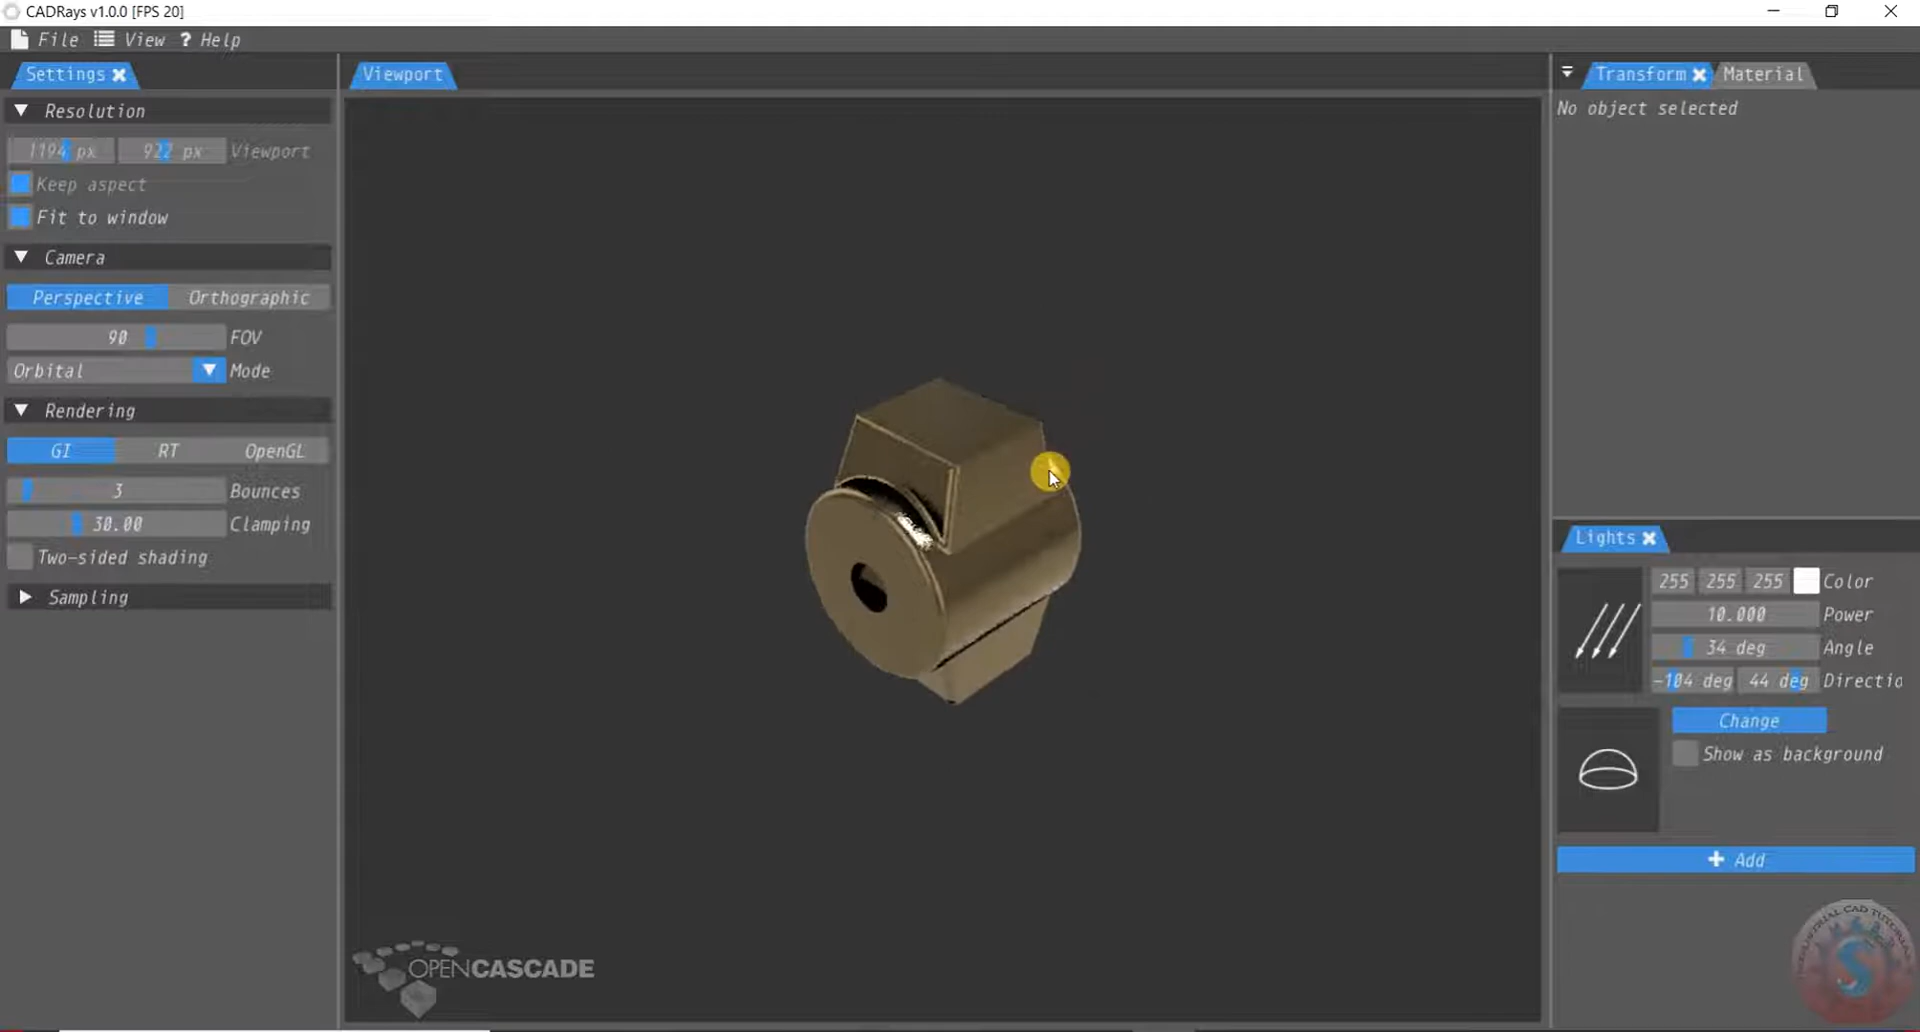 CADRays v1.0.0 [FPS 20]
File View ? Help
Settings
Resolution
1194 px 922 px Viewport
Keep aspect
Fit to window
Camera
Perspective Orthographic
90 FOV
Orbital Mode
Rendering
GI RT OpenGL
3 Bounces
30.00 Clamping
Two-sided shading
Sampling
Viewport
OPENCASCADE
Transform Material
No object selected
Lights
255 255 255 Color
10.000 Power
34 deg Angle
-104 deg 44 deg Directio
Change
Show as background
+ Add